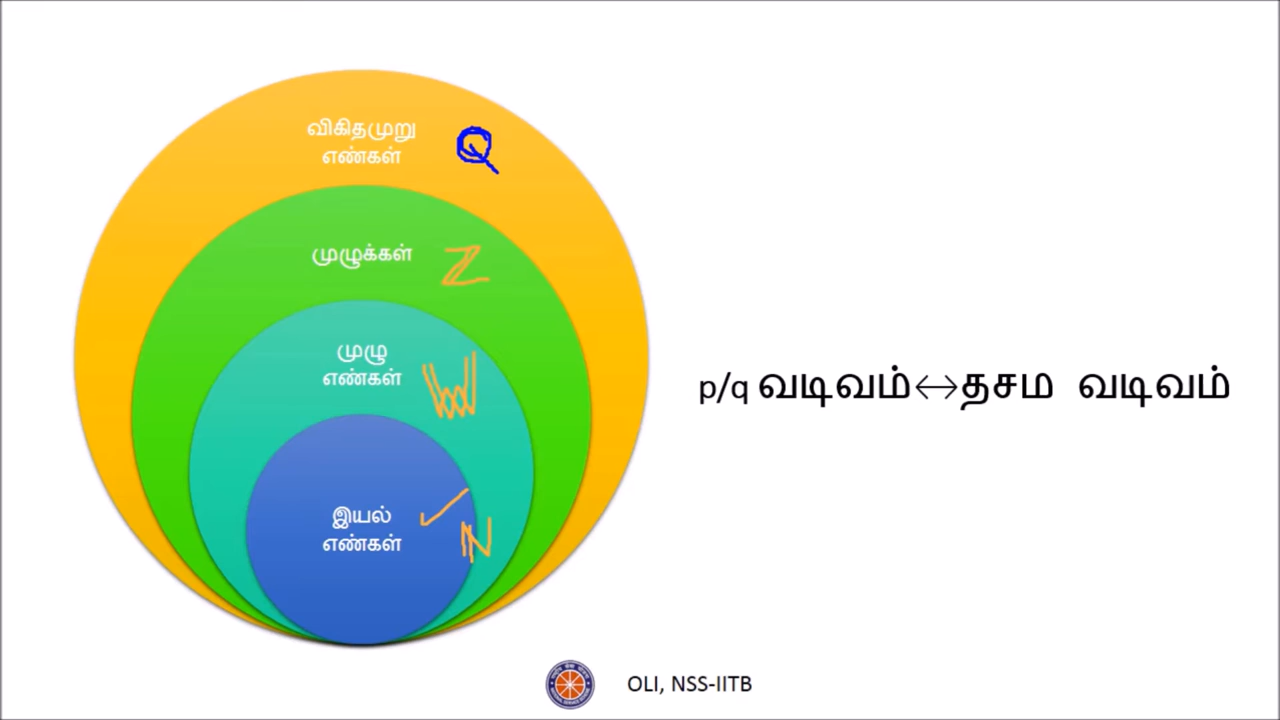 விகிதமுறு
எண்கள் Q
முழுக்கள் Z
முழு
எண்கள் W
இயல்
எண்கள் N
p/q வடிவம்↔தசம வடிவம்
OLI, NSS-IITB